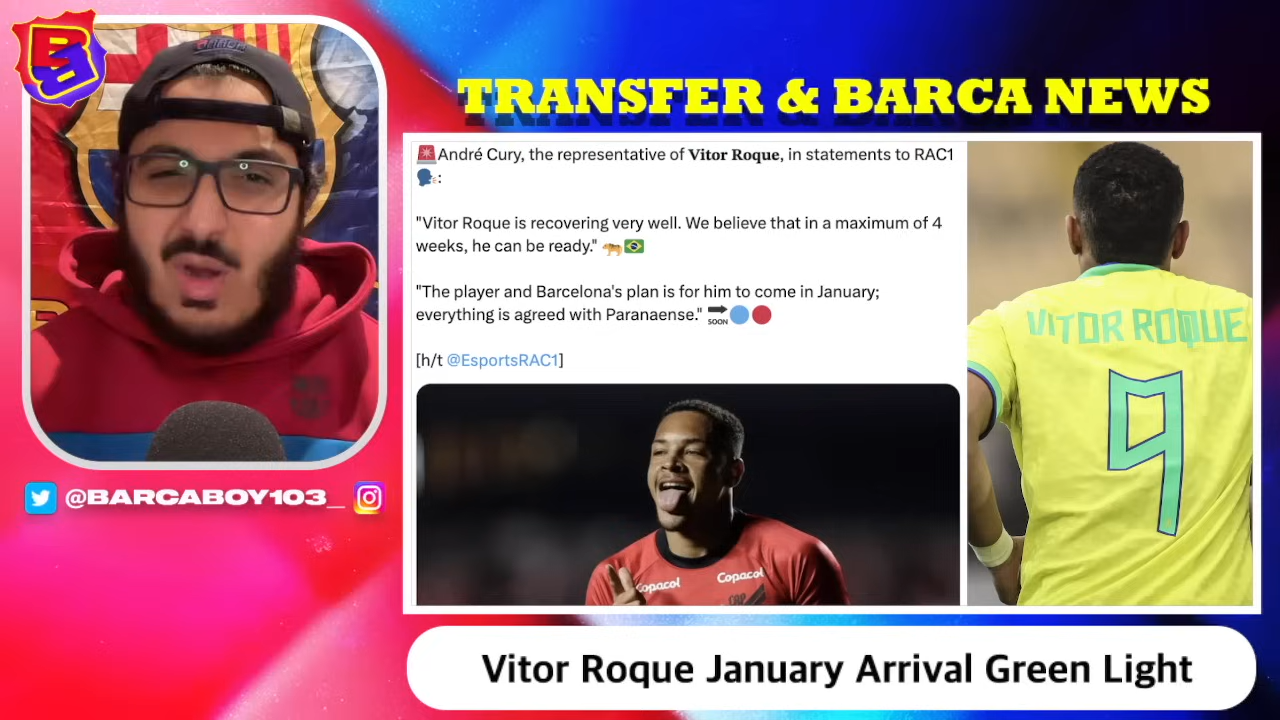 TRANSFER & BARCA NEWS
🚨André Cury, the representative of Vitor Roque, in statements to RAC1
🗣️:
"Vitor Roque is recovering very well. We believe that in a maximum of 4
weeks, he can be ready." 🐆🇧🇷
"The player and Barcelona's plan is for him to come in January;
everything is agreed with Paranaense." 🔜🔵🔴
[h/t @EsportsRAC1]
VITOR ROQUE
9
Copacol
Copacol
CAP
@BARCABOY103_
Vitor Roque January Arrival Green Light